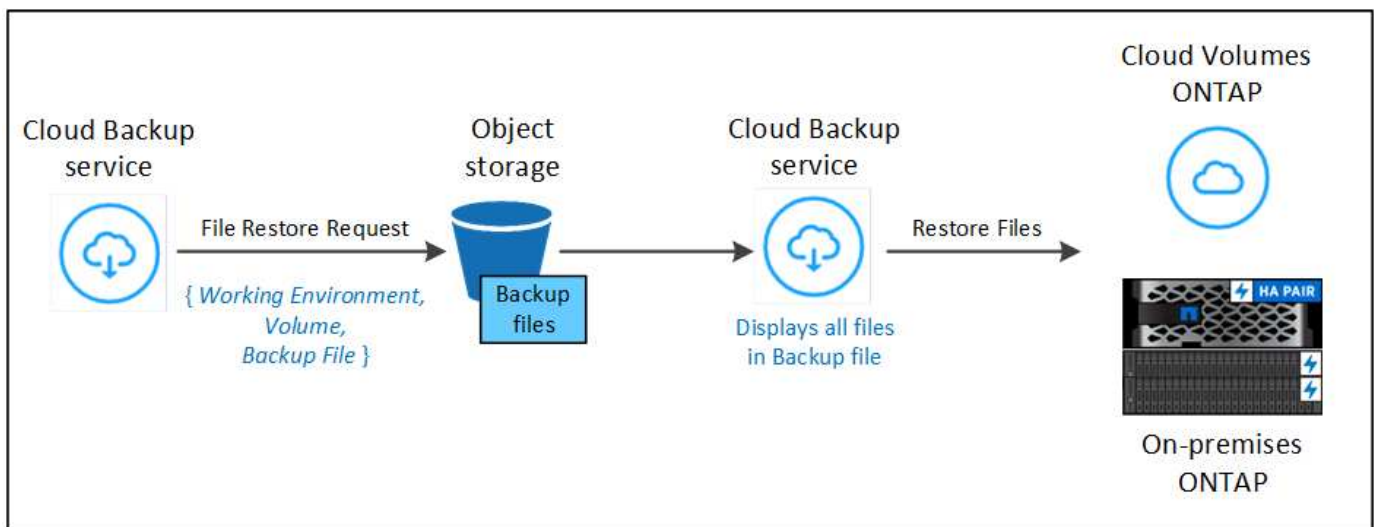 Cloud Backup
service
File Restore Request
{ Working Environment,
Volume,
Backup File }
Object
storage
Backup
files
Cloud Backup
service
Displays all files
in Backup file
Restore Files
Cloud Volumes
ONTAP
HA PAIR
On-premises
ONTAP